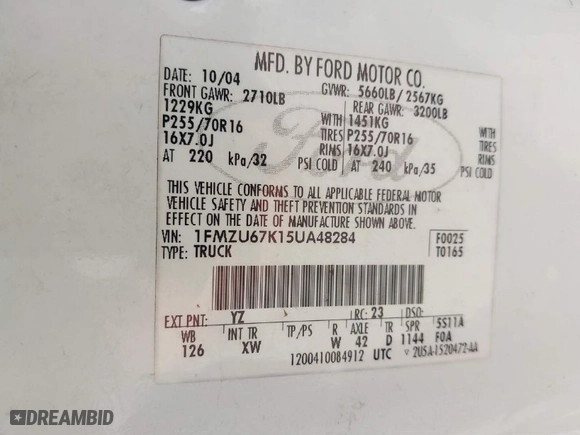 MFD. BY FORD MOTOR CO.
DATE: 10/04 GVWR: 5660LB/ 2567KG
FRONT GAWR: 2710LB REAR GAWR: 3200LB
1229KG WITH 1451KG WITH
P255/70R16 TIRES P255/70R16 TIRES
16X7.0J RIMS 16X7.0J RIMS
AT 220 kPa/32 PSI COLD AT 240 kPa/35 PSI COLD
THIS VEHICLE CONFORMS TO ALL APPLICABLE FEDERAL MOTOR
VEHICLE SAFETY AND THEFT PREVENTION STANDARDS IN
EFFECT ON THE DATE OF MANUFACTURE SHOWN ABOVE.
VIN: 1FMZU67K15UA48284 F0025
TYPE: TRUCK T0165
EXT PNT: YZ RC: 23 DSO:
WB INT TR TP/PS R AXLE TR SPR 5S11A
126 XW W 42 D 1144 FOA
1200410084912 UTC 2U5A-1520472-AA
Ford
DREAMBID